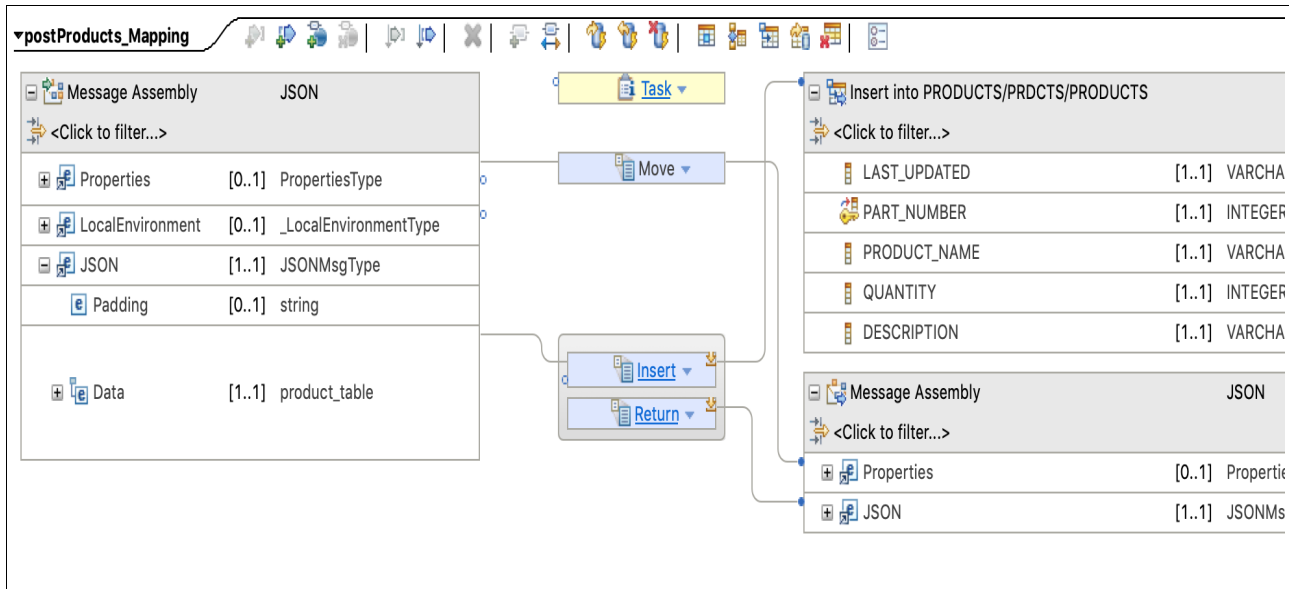 postProducts_Mapping
Message Assembly JSON
<Click to filter...>
Properties [0..1] PropertiesType
LocalEnvironment [0..1] _LocalEnvironmentType
JSON [1..1] JSONMsgType
Padding [0..1] string
Data [1..1] product_table
Task
Move
Insert
Return
Insert into PRODUCTS/PRDCTS/PRODUCTS
<Click to filter...>
LAST_UPDATED [1..1] VARCHA
PART_NUMBER [1..1] INTEGER
PRODUCT_NAME [1..1] VARCHA
QUANTITY [1..1] INTEGER
DESCRIPTION [1..1] VARCHA
Message Assembly JSON
<Click to filter...>
Properties [0..1] Propertie
JSON [1..1] JSONMs